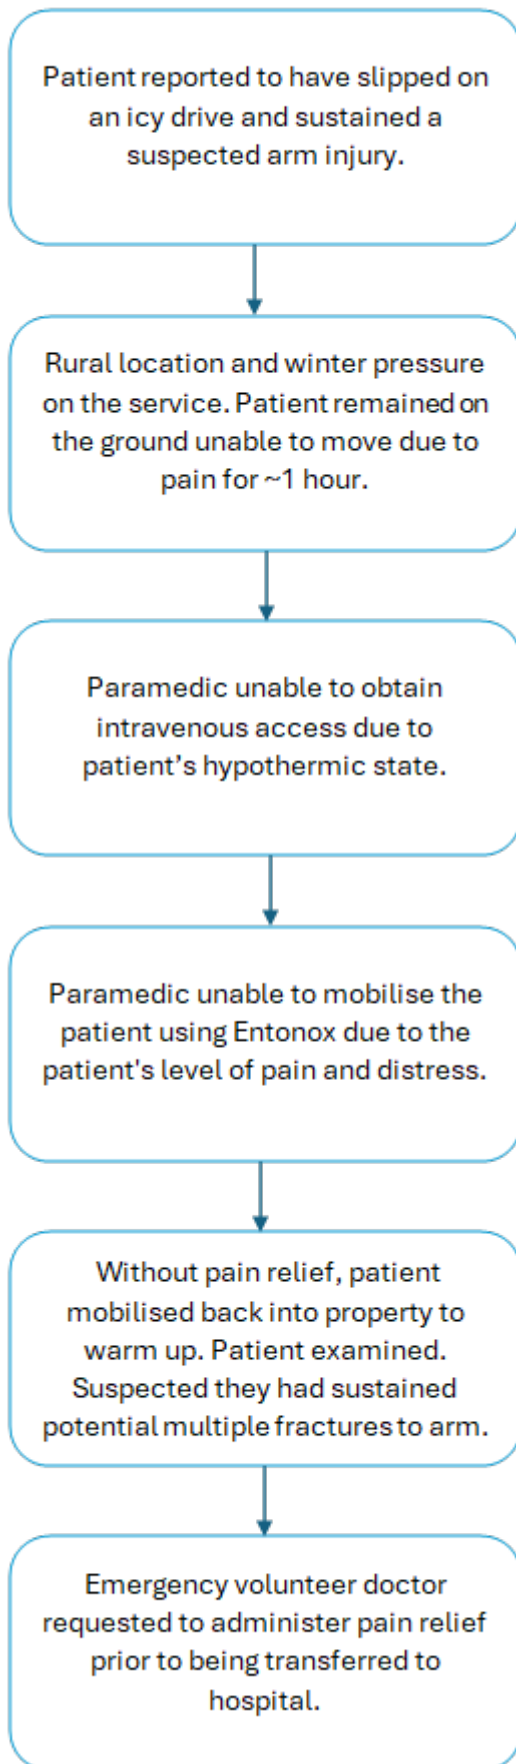 Patient reported to have slipped on
an icy drive and sustained a
suspected arm injury.
Rural location and winter pressure
on the service. Patient remained on
the ground unable to move due to
pain for ~1 hour.
Paramedic unable to obtain
intravenous access due to
patient’s hypothermic state.
Paramedic unable to mobilise the
patient using Entonox due to the
patient's level of pain and distress.
Without pain relief, patient
mobilised back into property to
warm up. Patient examined.
Suspected they had sustained
potential multiple fractures to arm.
Emergency volunteer doctor
requested to administer pain relief
prior to being transferred to
hospital.